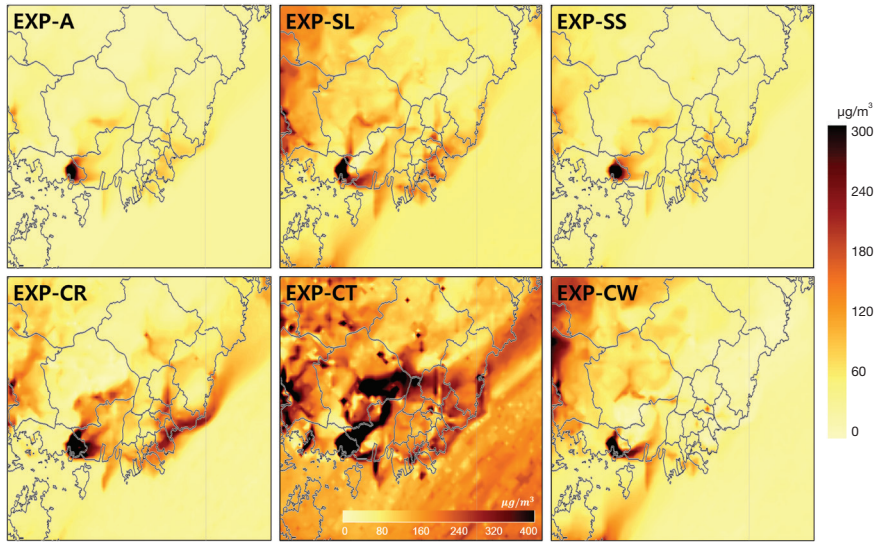 EXP-A
EXP-SL
EXP-SS
µg/m³
300
240
180
120
60
0
EXP-CR
EXP-CT
EXP-CW
µg/m³
0 80 160 240 320 400